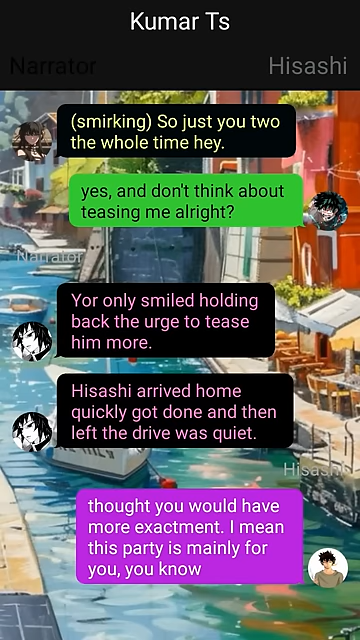 Kumar Ts
Narrator
Hisashi
(smirking) So just you two
the whole time hey.
yes, and don't think about
teasing me alright?
Narrator
Yor only smiled holding
back the urge to tease
him more.
Hisashi arrived home
quickly got done and then
left the drive was quiet.
Hisashi
thought you would have
more exactment. I mean
this party is mainly for
you, you know